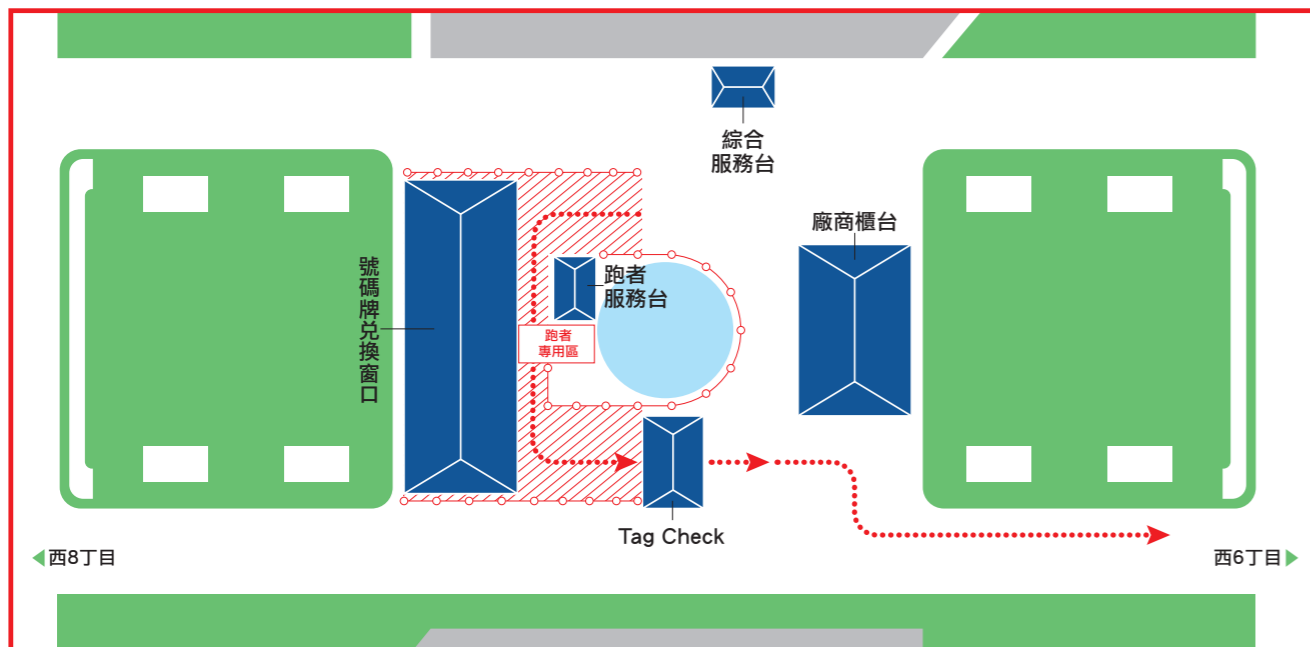 綜合
服務台
廠商櫃台
號碼牌兑換窗口
跑者
服務台
跑者
專用區
Tag Check
西8丁目
西6丁目